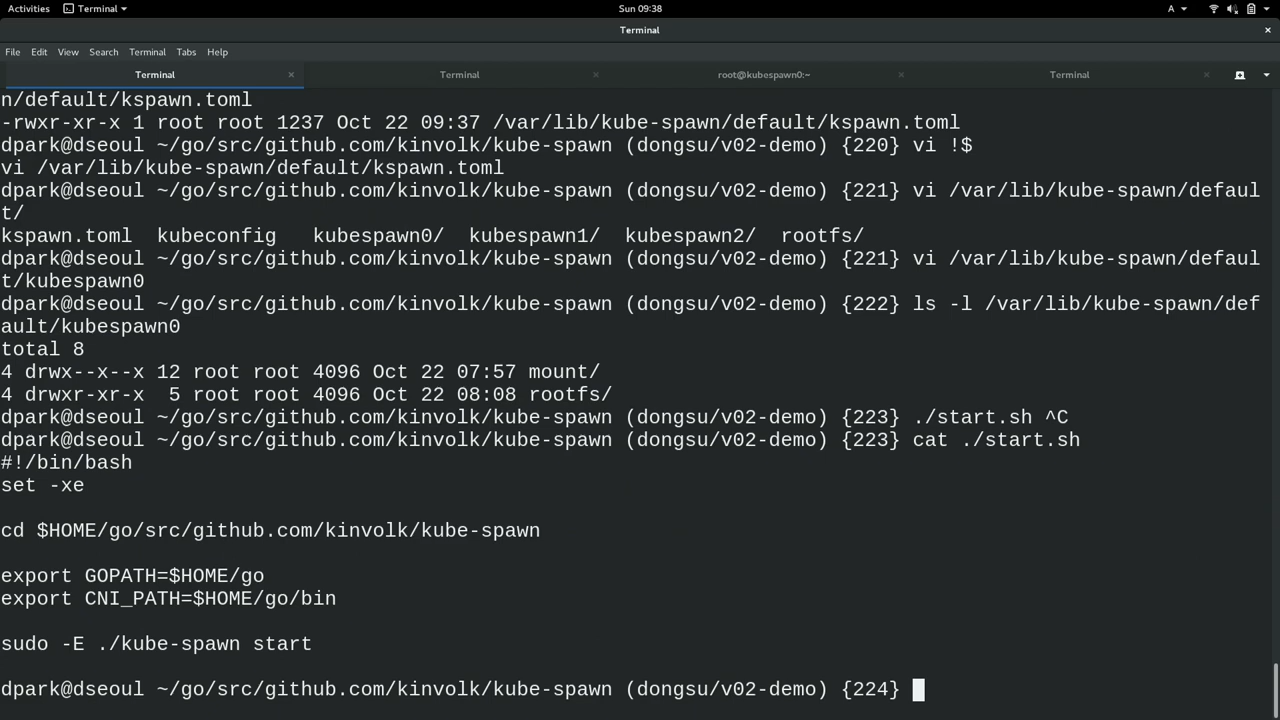 Activities Terminal Sun 09:38 A
Terminal
File Edit View Search Terminal Tabs Help
Terminal Terminal root@kubespawn0:~ Terminal
n/default/kspawn.toml
-rwxr-xr-x 1 root root 1237 Oct 22 09:37 /var/lib/kube-spawn/default/kspawn.toml
dpark@dseoul ~/go/src/github.com/kinvolk/kube-spawn (dongsu/v02-demo) {220} vi !$
vi /var/lib/kube-spawn/default/kspawn.toml
dpark@dseoul ~/go/src/github.com/kinvolk/kube-spawn (dongsu/v02-demo) {221} vi /var/lib/kube-spawn/defaul
t/
kspawn.toml  kubeconfig   kubespawn0/  kubespawn1/  kubespawn2/  rootfs/
dpark@dseoul ~/go/src/github.com/kinvolk/kube-spawn (dongsu/v02-demo) {221} vi /var/lib/kube-spawn/defaul
t/kubespawn0
dpark@dseoul ~/go/src/github.com/kinvolk/kube-spawn (dongsu/v02-demo) {222} ls -l /var/lib/kube-spawn/def
ault/kubespawn0
total 8
4 drwx--x--x 12 root root 4096 Oct 22 07:57 mount/
4 drwxr-xr-x  5 root root 4096 Oct 22 08:08 rootfs/
dpark@dseoul ~/go/src/github.com/kinvolk/kube-spawn (dongsu/v02-demo) {223} ./start.sh ^C
dpark@dseoul ~/go/src/github.com/kinvolk/kube-spawn (dongsu/v02-demo) {223} cat ./start.sh
#!/bin/bash
set -xe
cd $HOME/go/src/github.com/kinvolk/kube-spawn
export GOPATH=$HOME/go
export CNI_PATH=$HOME/go/bin
sudo -E ./kube-spawn start
dpark@dseoul ~/go/src/github.com/kinvolk/kube-spawn (dongsu/v02-demo) {224}